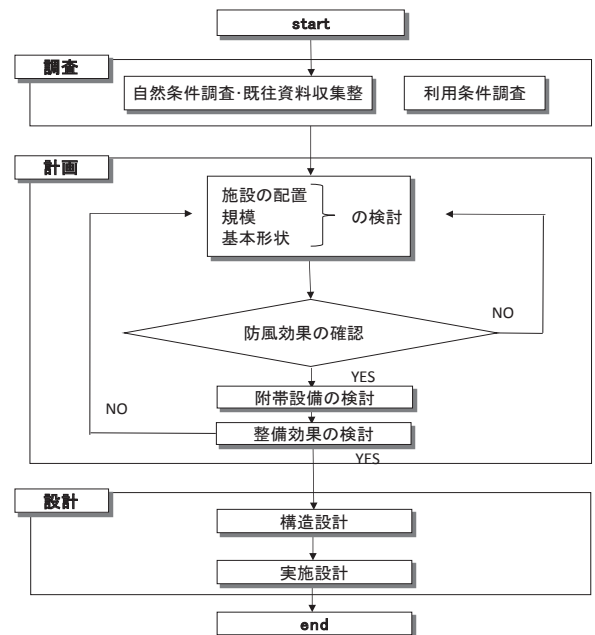 start
調査
自然条件調査･既往資料収集整
利用条件調査
計画
施設の配置
規模
基本形状
の検討
防風効果の確認
NO
YES
附帯設備の検討
NO
整備効果の検討
YES
設計
構造設計
実施設計
end